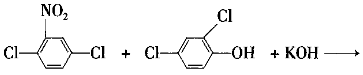 NO₂
Cl
Cl Cl + Cl OH + KOH ⟶